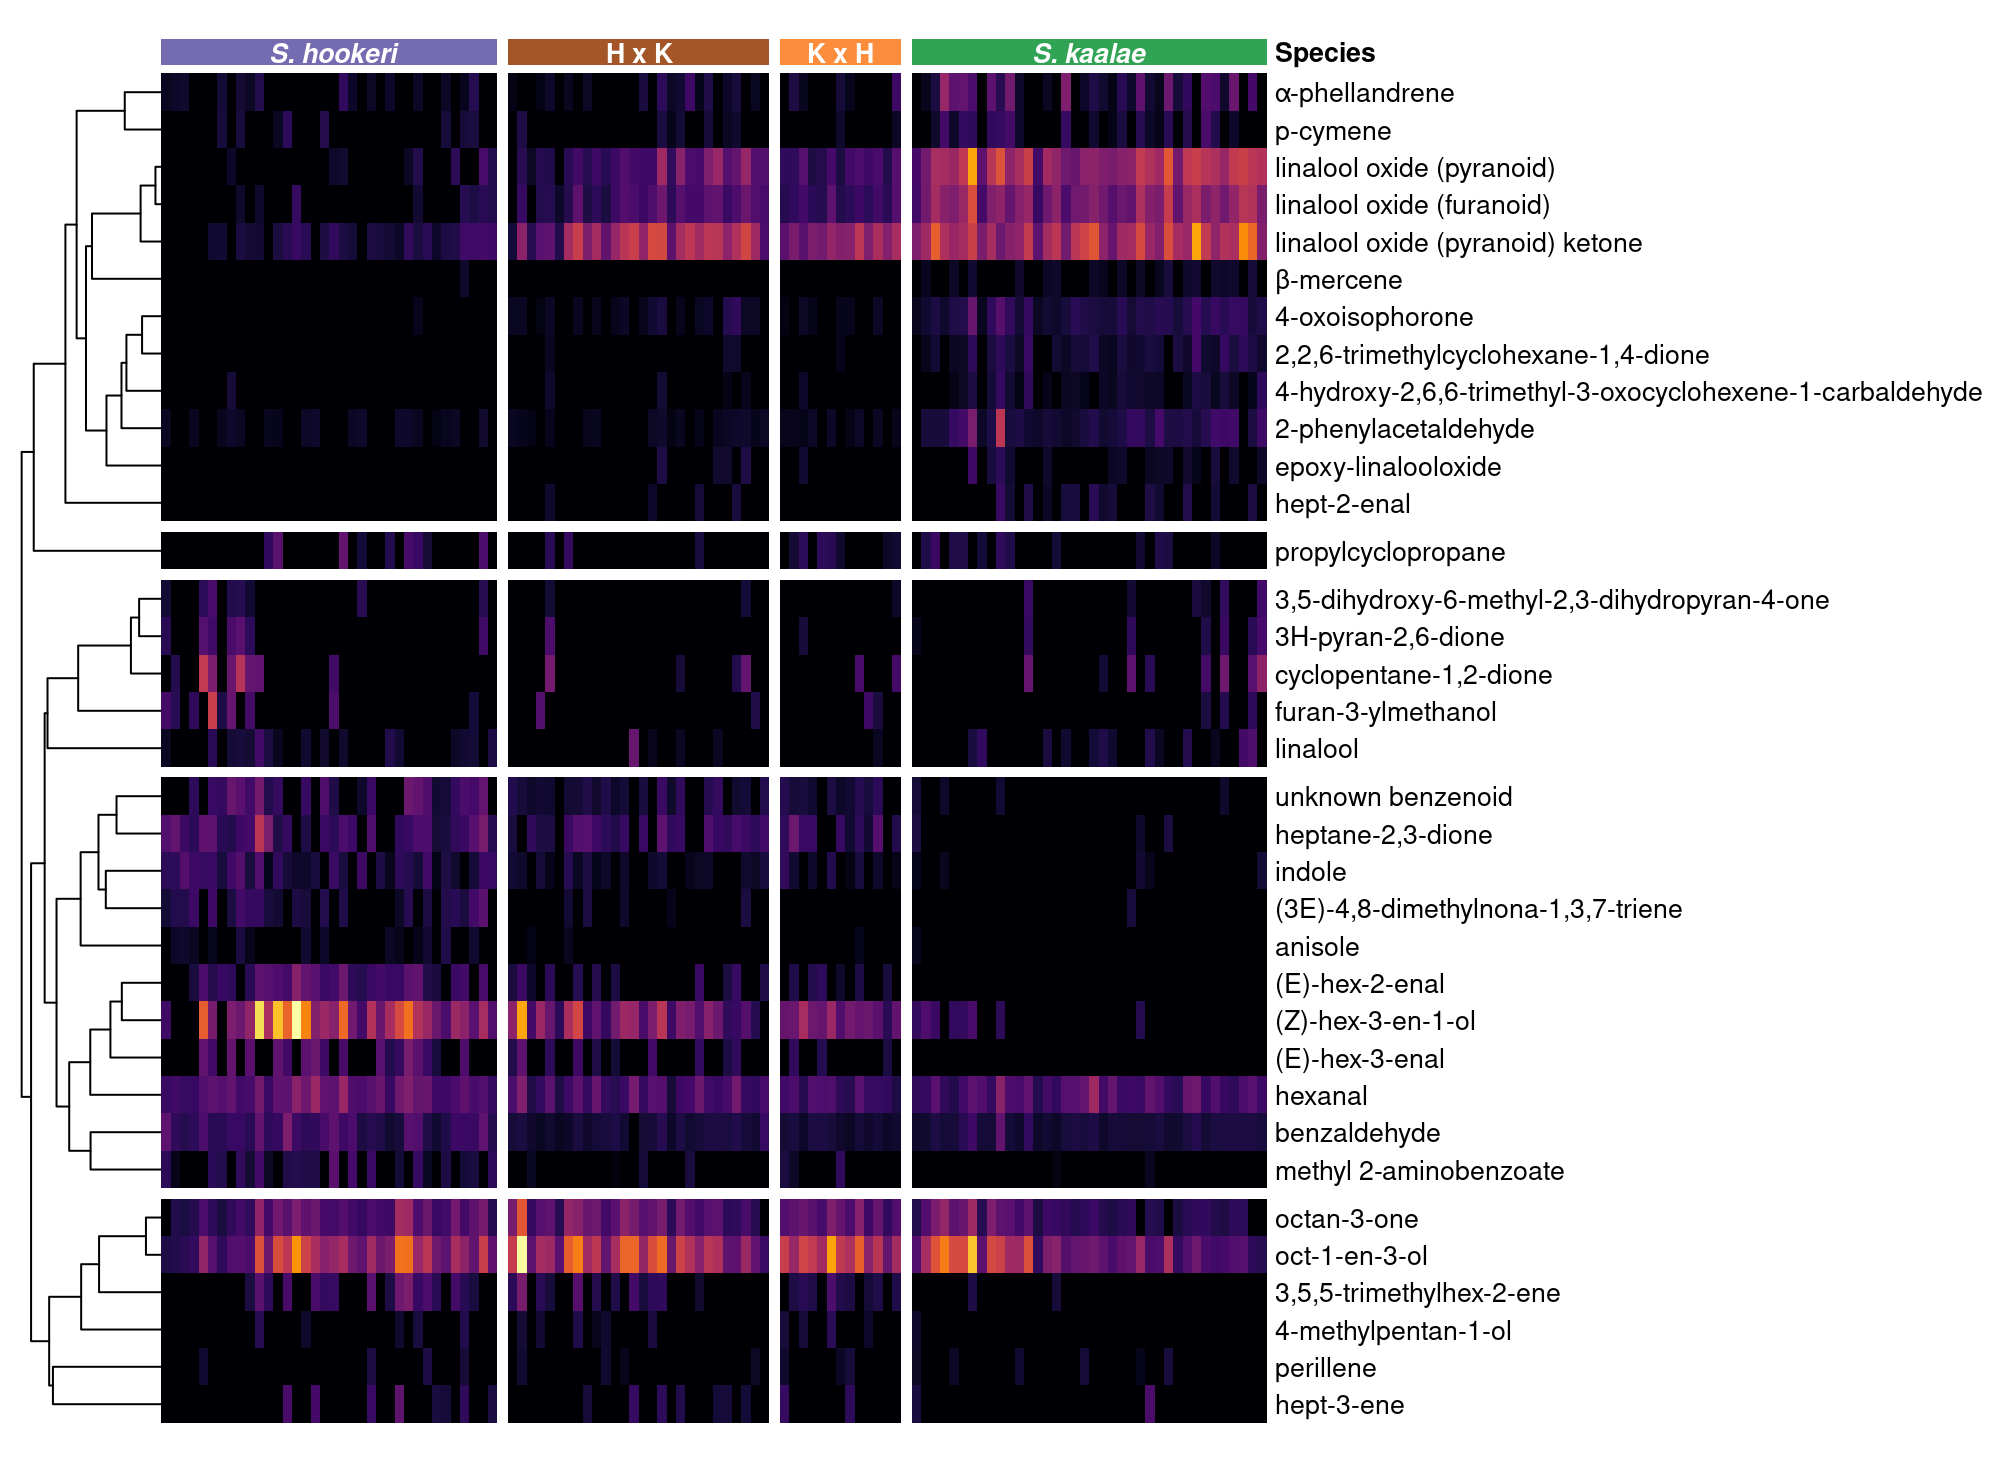 S. hookeri H x K K x H S. kaalae Species
α-phellandrene
p-cymene
linalool oxide (pyranoid)
linalool oxide (furanoid)
linalool oxide (pyranoid) ketone
β-mercene
4-oxoisophorone
2,2,6-trimethylcyclohexane-1,4-dione
4-hydroxy-2,6,6-trimethyl-3-oxocyclohexene-1-carbaldehyde
2-phenylacetaldehyde
epoxy-linalooloxide
hept-2-enal
propylcyclopropane
3,5-dihydroxy-6-methyl-2,3-dihydropyran-4-one
3H-pyran-2,6-dione
cyclopentane-1,2-dione
furan-3-ylmethanol
linalool
unknown benzenoid
heptane-2,3-dione
indole
(3E)-4,8-dimethylnona-1,3,7-triene
anisole
(E)-hex-2-enal
(Z)-hex-3-en-1-ol
(E)-hex-3-enal
hexanal
benzaldehyde
methyl 2-aminobenzoate
octan-3-one
oct-1-en-3-ol
3,5,5-trimethylhex-2-ene
4-methylpentan-1-ol
perillene
hept-3-ene